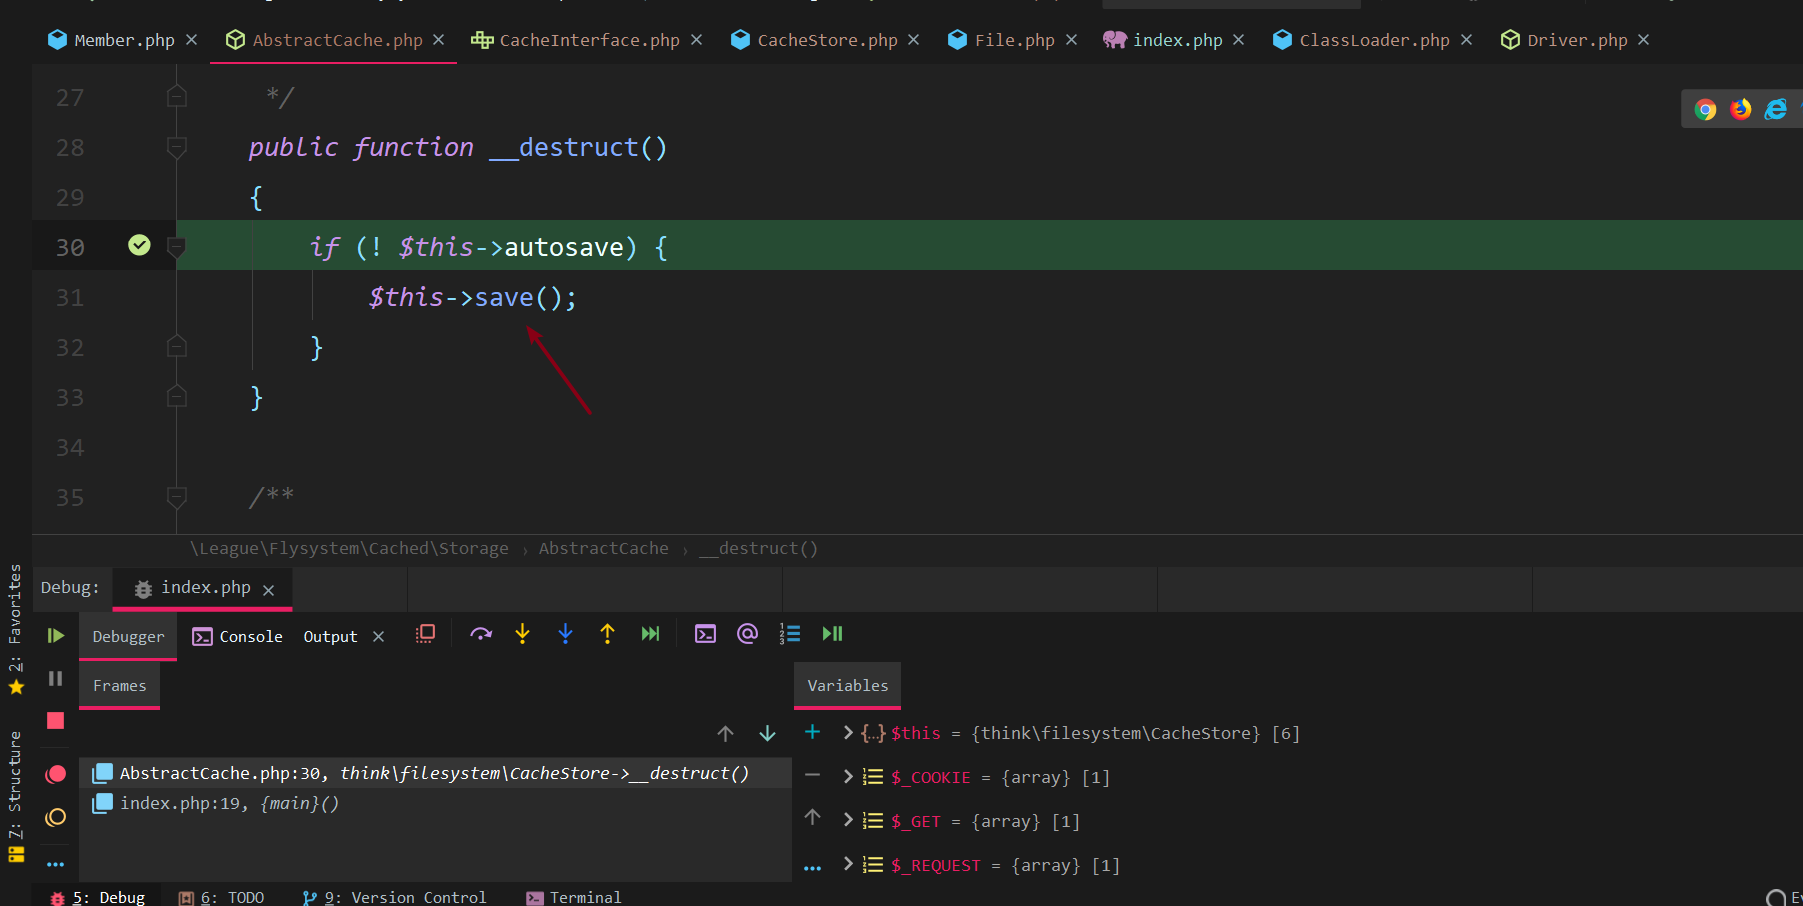 Member.php AbstractCache.php CacheInterface.php CacheStore.php File.php index.php ClassLoader.php Driver.php
27 */
28 public function __destruct()
29 {
30 if (! $this->autosave) {
31 $this->save();
32 }
33 }
34
35 /**
\League\Flysystem\Cached\Storage › AbstractCache › __destruct()
Debug: index.php
Debugger Console Output
Frames
Variables
$this = {think\filesystem\CacheStore} [6]
AbstractCache.php:30, think\filesystem\CacheStore->__destruct()
$_COOKIE = {array} [1]
index.php:19, {main}()
$_GET = {array} [1]
$_REQUEST = {array} [1]
2: Favorites
7: Structure
5: Debug 6: TODO 9: Version Control Terminal